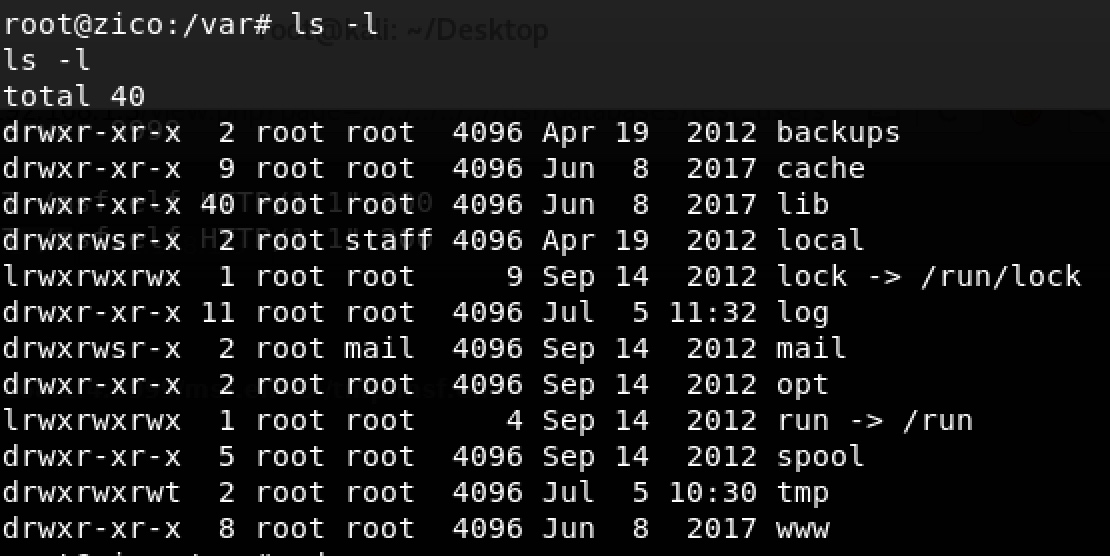 root@zico:/var# ls -l
ls -l
total 40
drwxr-xr-x  2 root root  4096 Apr 19  2012 backups
drwxr-xr-x  9 root root  4096 Jun  8  2017 cache
drwxr-xr-x 40 root root  4096 Jun  8  2017 lib
drwxrwsr-x  2 root staff 4096 Apr 19  2012 local
lrwxrwxrwx  1 root root     9 Sep 14  2012 lock -> /run/lock
drwxr-xr-x 11 root root  4096 Jul  5 11:32 log
drwxrwsr-x  2 root mail  4096 Sep 14  2012 mail
drwxr-xr-x  2 root root  4096 Sep 14  2012 opt
lrwxrwxrwx  1 root root     4 Sep 14  2012 run -> /run
drwxr-xr-x  5 root root  4096 Sep 14  2012 spool
drwxrwxrwt  2 root root  4096 Jul  5 10:30 tmp
drwxr-xr-x  8 root root  4096 Jun  8  2017 www
root@kali: ~/Desktop